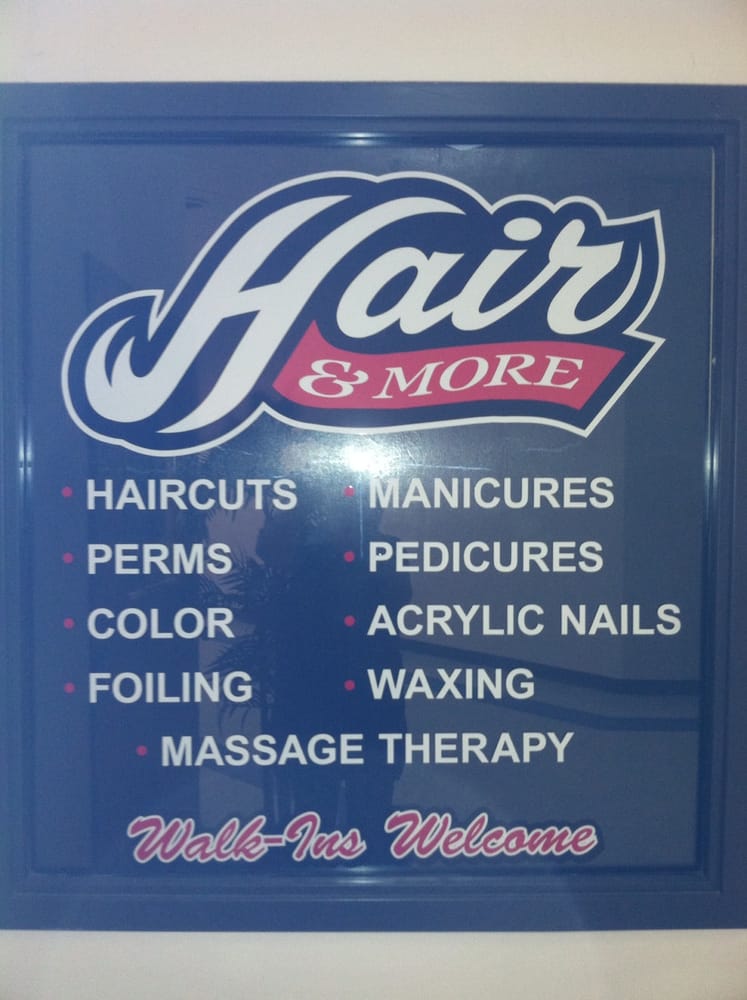 Hair
& MORE
• HAIRCUTS
• PERMS
• COLOR
• FOILING
• MANICURES
• PEDICURES
• ACRYLIC NAILS
• WAXING
• MASSAGE THERAPY
Walk-Ins Welcome